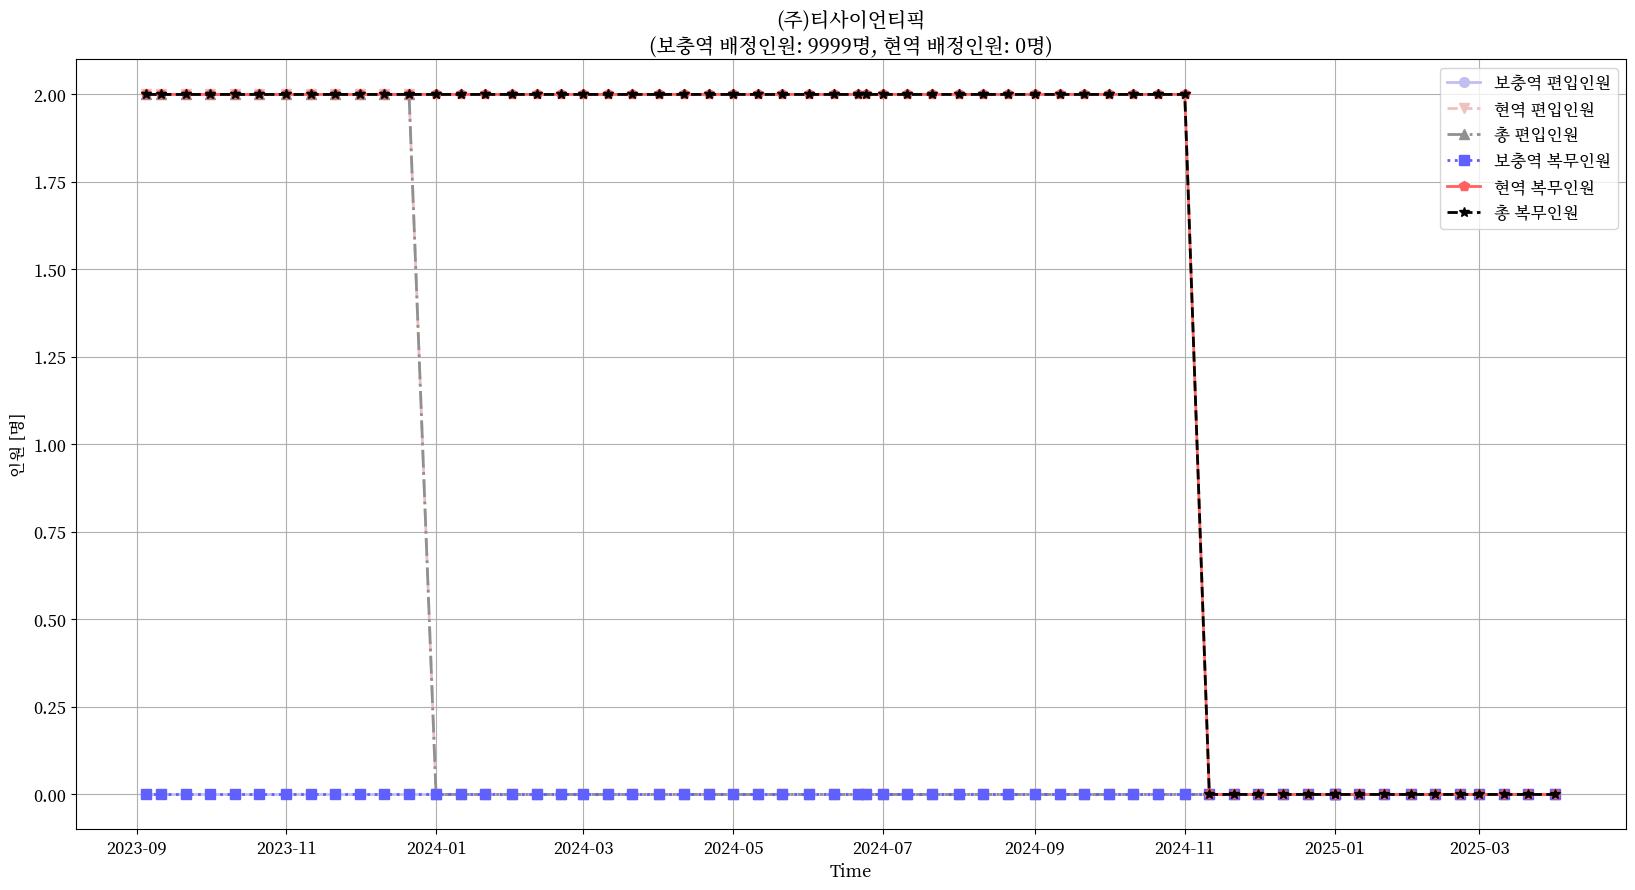 (주)티사이언티픽
(보충역 배정인원: 9999명, 현역 배정인원: 0명)
보충역 편입인원
현역 편입인원
총 편입인원
보충역 복무인원
현역 복무인원
총 복무인원
2.00
1.75
1.50
1.25
1.00
0.75
0.50
0.25
0.00
인원 [명]
2023-09
2023-11
2024-01
2024-03
2024-05
2024-07
2024-09
2024-11
2025-01
2025-03
Time